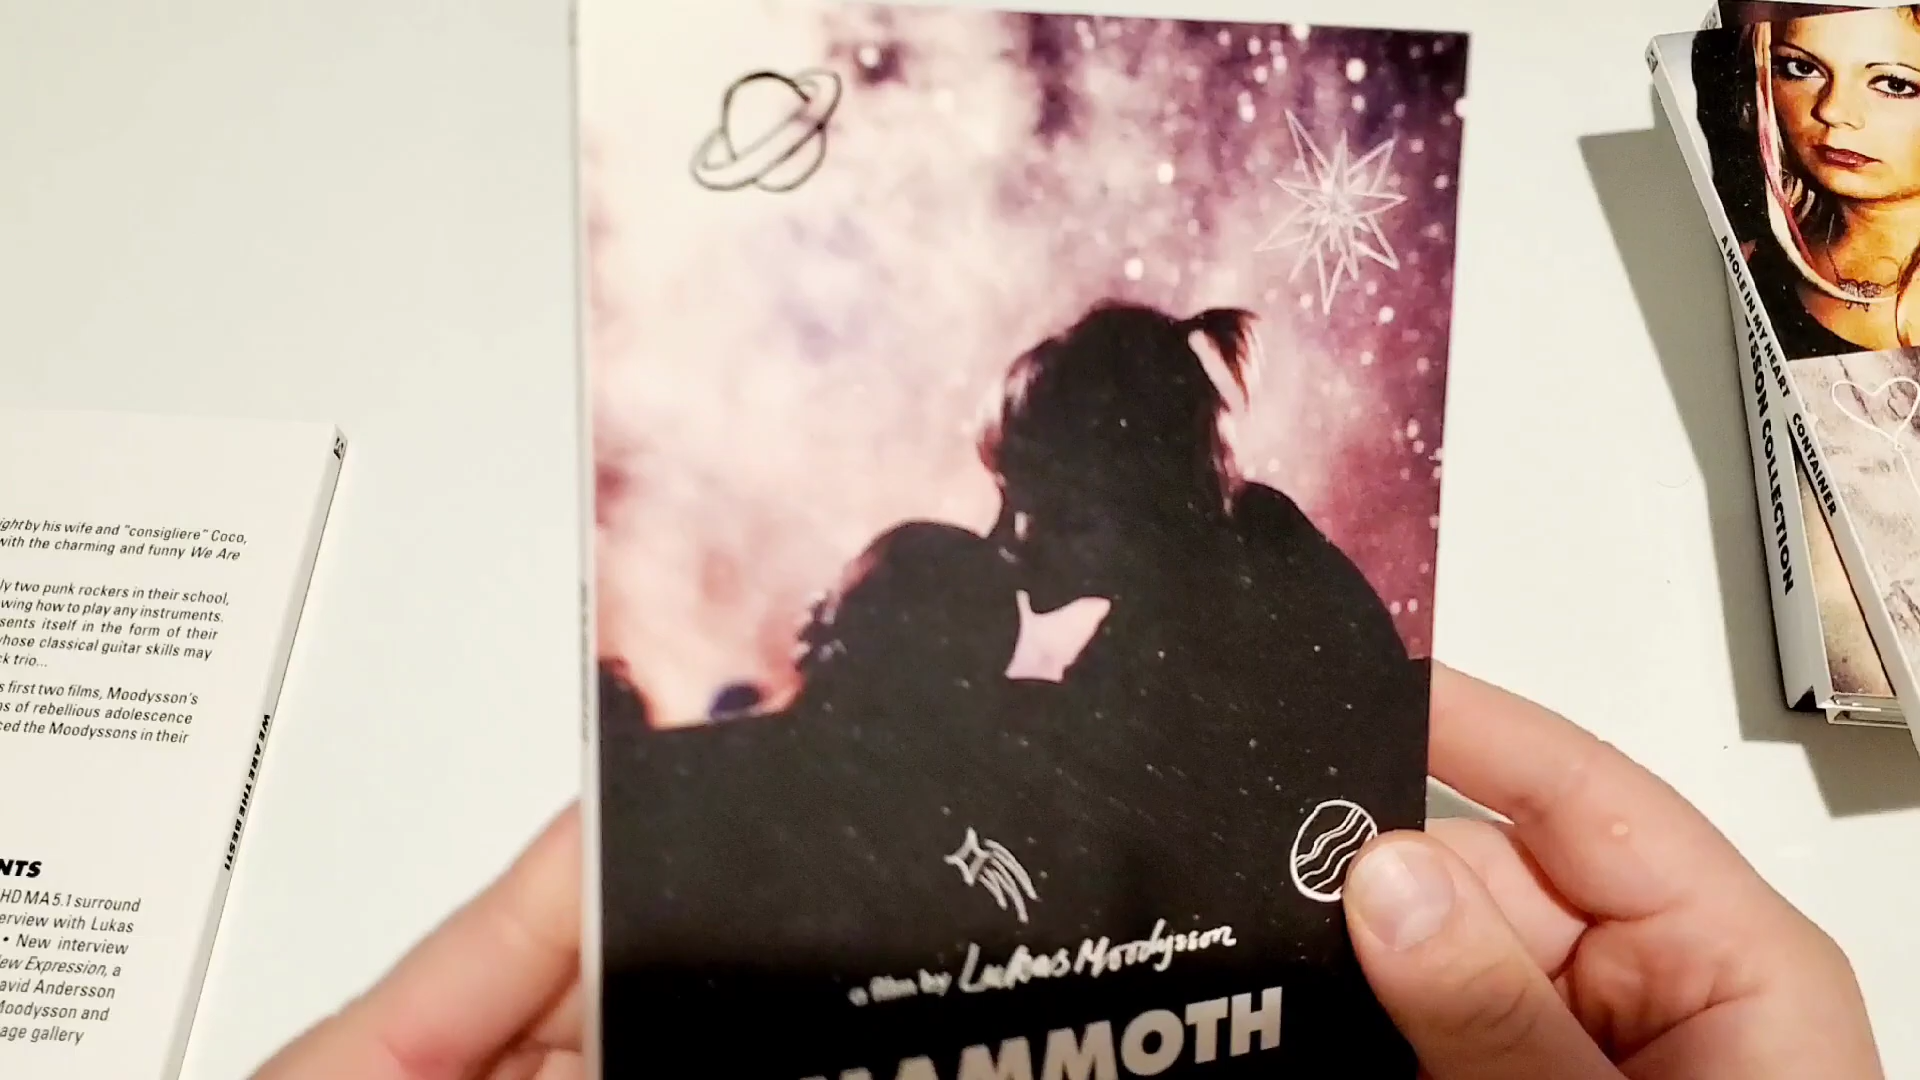 a film by Lukas Moodysson
MAMMOTH
ight by his wife and "consigliere" Coco,
with the charming and funny We Are
ly two punk rockers in their school,
wing how to play any instruments.
sents itself in the form of their
whose classical guitar skills may
ck trio...
s first two films, Moodysson's
ns of rebellious adolescence
ced the Moodyssons in their
NTS
HD MA 5.1 surround
erview with Lukas
• New interview
ew Expression, a
avid Andersson
Moodysson and
age gallery
WE ARE THE BEST!
A HOLE IN MY HEART CONTAINER
SSON COLLECTION